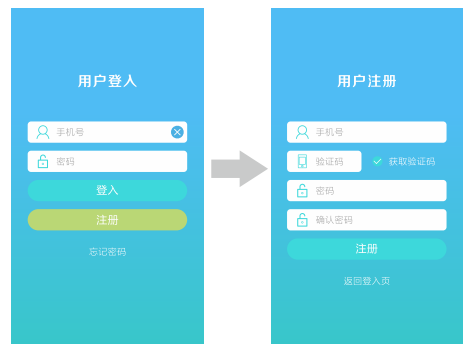 用户登入
手机号
密码
登入
注册
忘记密码
用户注册
手机号
验证码
获取验证码
密码
确认密码
注册
返回登入页